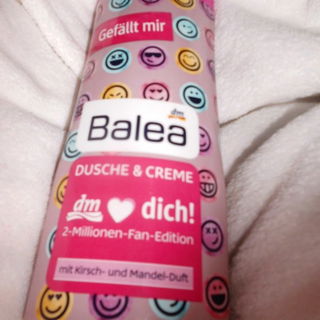 Gefällt mir
dm
Balea
DUSCHE & CREME
dm dich!
2-Millionen-Fan-Edition
mit Kirsch- und Mandel-Duft